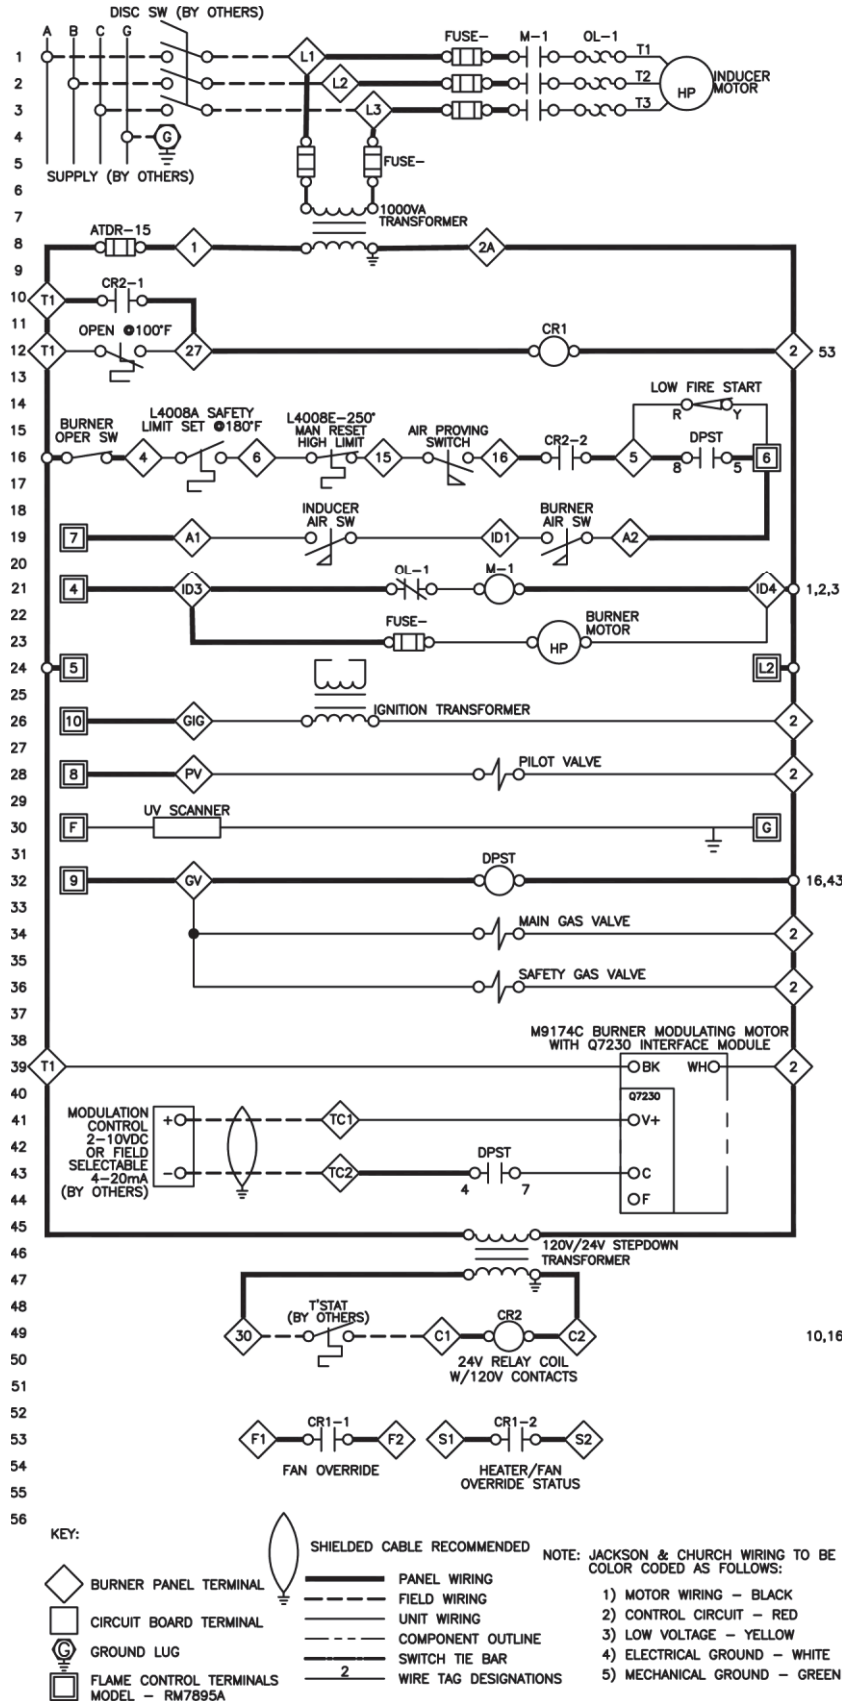 DISC SW (BY OTHERS)
A B C G
FUSE- M-1 OL-1
1 L1 T1
2 L2 T2 HP INDUCER
MOTOR
3 L3 T3
4 G
5 FUSE-
SUPPLY (BY OTHERS)
6
7 1000VA
TRANSFORMER
ATDR-15
8 1 2A
9
CR2-1
10 T1
11
OPEN @100°F CR1
12 T1 27 2 53
13
14 LOW FIRE START
R Y
15 BURNER
OPER SW
L4008A SAFETY
LIMIT SET @180°F
L4008E-250°
MAN RESET
HIGH LIMIT
AIR PROVING
SWITCH
CR2-2 DPST
16 4 6 15 16 5 8 5 6
17
18 INDUCER
AIR SW
BURNER
AIR SW
19 7 A1 ID1 A2
20
OL-1 M-1
21 4 ID3 ID4 1,2,3
22
FUSE- BURNER
MOTOR
23 HP
24 5 L2
25
IGNITION TRANSFORMER
26 10 GIG 2
27
PILOT VALVE
28 8 PV 2
29
UV SCANNER
30 F G
31
DPST
32 9 GV 16,43
33
MAIN GAS VALVE
34 2
35
SAFETY GAS VALVE
36 2
37
38 M9174C BURNER MODULATING MOTOR
WITH Q7230 INTERFACE MODULE
39 T1 BK WH 2
40 Q7230
MODULATION
CONTROL
2-10VDC
OR FIELD
SELECTABLE
4-20mA
(BY OTHERS)
41 + TC1 V+
42
DPST
43 - TC2 4 7 C
44 F
45
120V/24V STEPDOWN
TRANSFORMER
46
47
48 T'STAT
(BY OTHERS)
CR2
49 30 C1 C2 10,16
50 24V RELAY COIL
W/120V CONTACTS
51
52
CR1-1 CR1-2
53 F1 F2 S1 S2
54 FAN OVERRIDE
HEATER/FAN
OVERRIDE STATUS
55
56
KEY:
BURNER PANEL TERMINAL
CIRCUIT BOARD TERMINAL
G GROUND LUG
FLAME CONTROL TERMINALS
MODEL - RM7895A
SHIELDED CABLE RECOMMENDED
PANEL WIRING
FIELD WIRING
UNIT WIRING
COMPONENT OUTLINE
SWITCH TIE BAR
2 WIRE TAG DESIGNATIONS
NOTE: JACKSON & CHURCH WIRING TO BE
COLOR CODED AS FOLLOWS:
1) MOTOR WIRING - BLACK
2) CONTROL CIRCUIT - RED
3) LOW VOLTAGE - YELLOW
4) ELECTRICAL GROUND - WHITE
5) MECHANICAL GROUND - GREEN